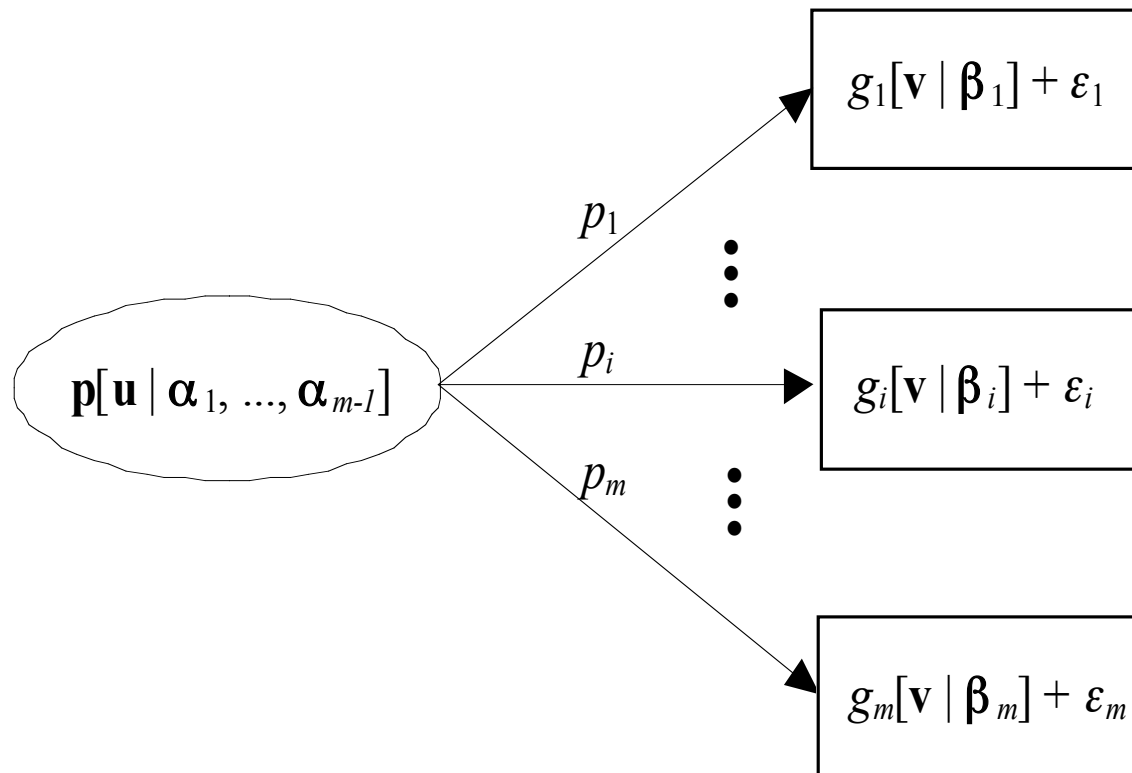 g₁[v | β₁] + ε₁
p₁
p[u | α₁, ..., αₘ₋₁]
pᵢ
gᵢ[v | βᵢ] + εᵢ
pₘ
gₘ[v | βₘ] + εₘ